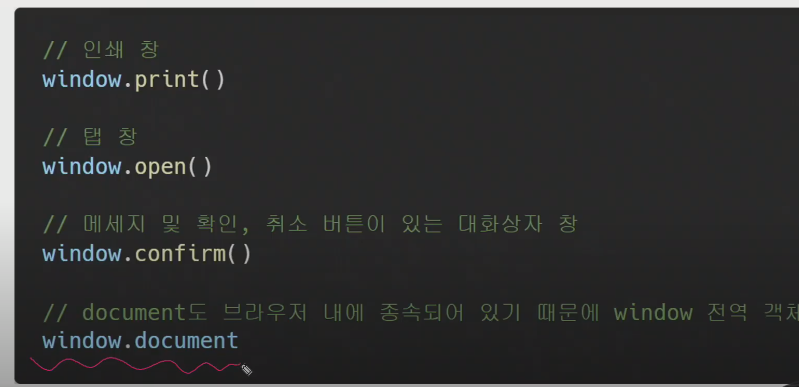 // 인쇄 창
window.print()
// 탭 창
window.open()
// 메세지 및 확인, 취소 버튼이 있는 대화상자 창
window.confirm()
// document도 브라우저 내에 종속되어 있기 때문에 window 전역 객체
window.document